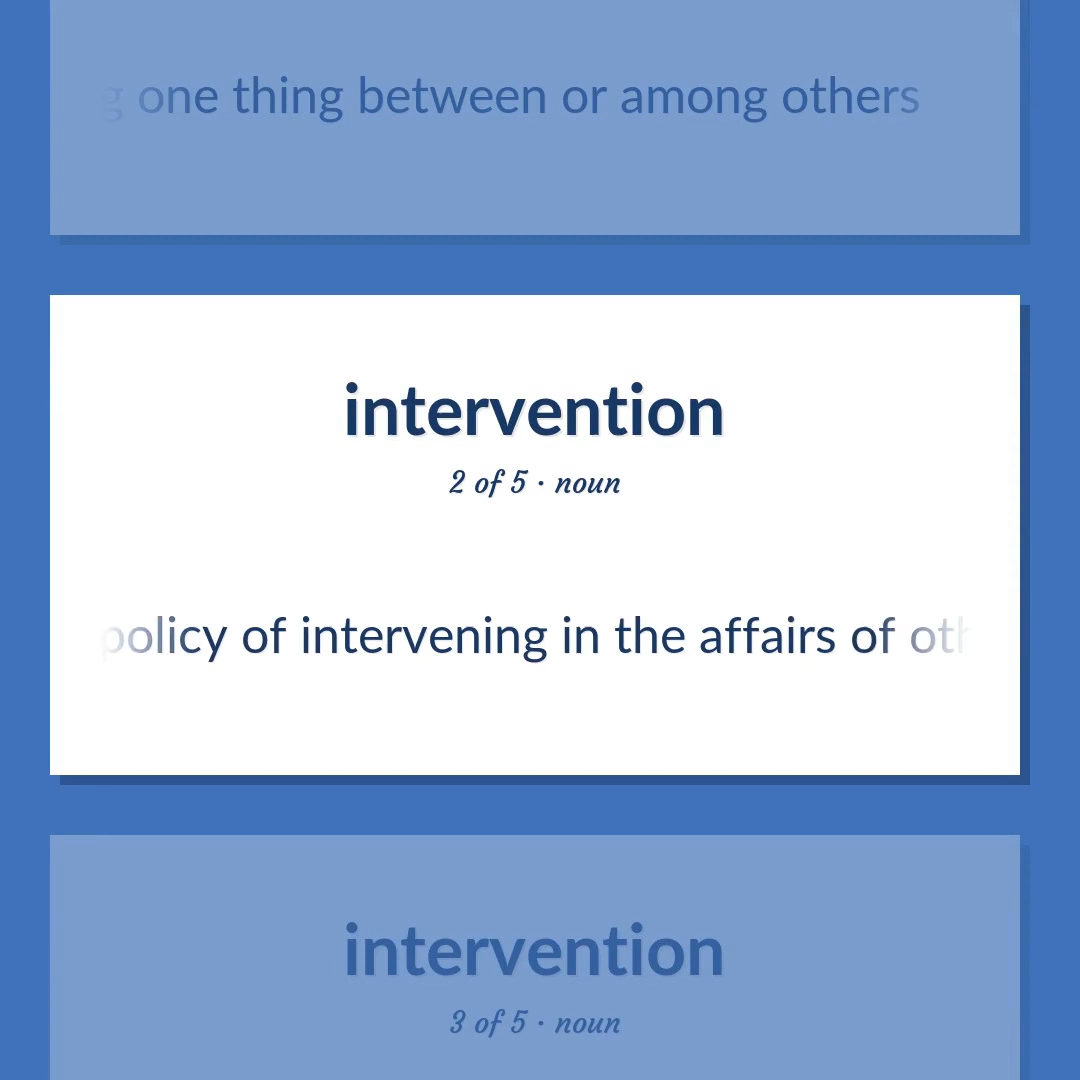 one thing between or among others
intervention
2 of 5 · noun
policy of intervening in the affairs of
intervention
3 of 5 · noun